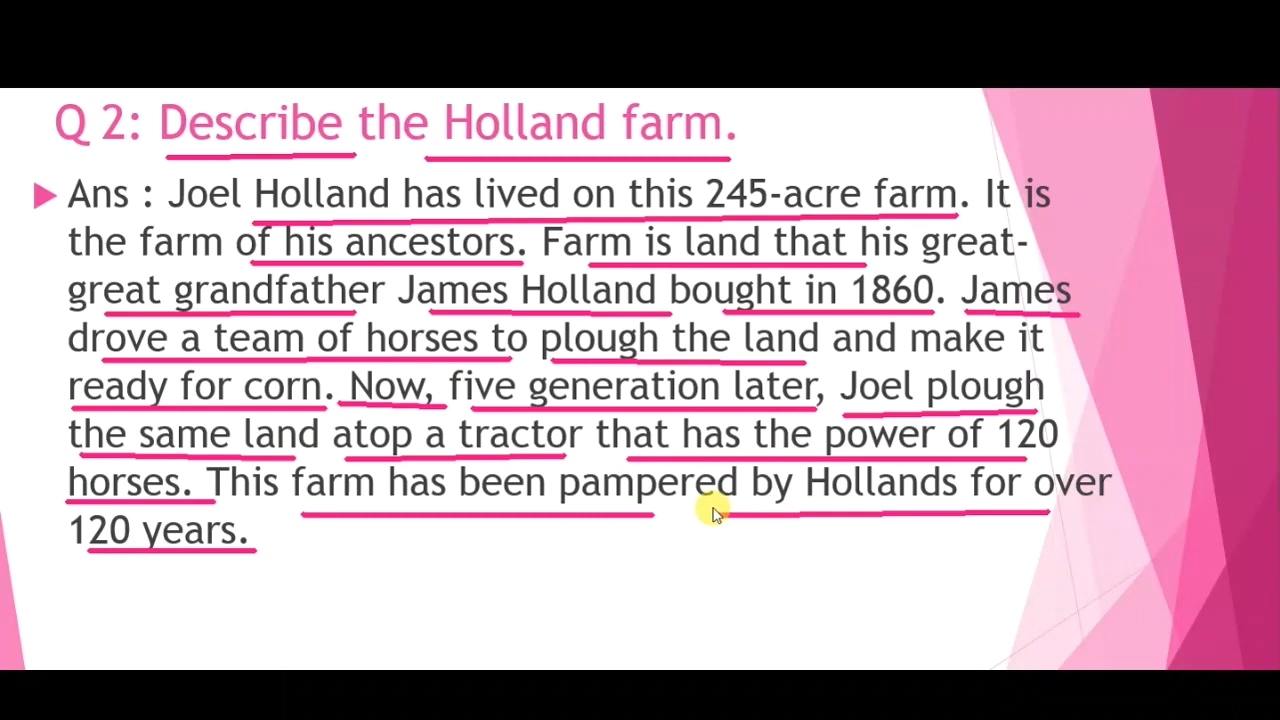 Q 2: Describe the Holland farm.
Ans : Joel Holland has lived on this 245-acre farm. It is
the farm of his ancestors. Farm is land that his great-
great grandfather James Holland bought in 1860. James
drove a team of horses to plough the land and make it
ready for corn. Now, five generation later, Joel plough
the same land atop a tractor that has the power of 120
horses. This farm has been pampered by Hollands for over
120 years.